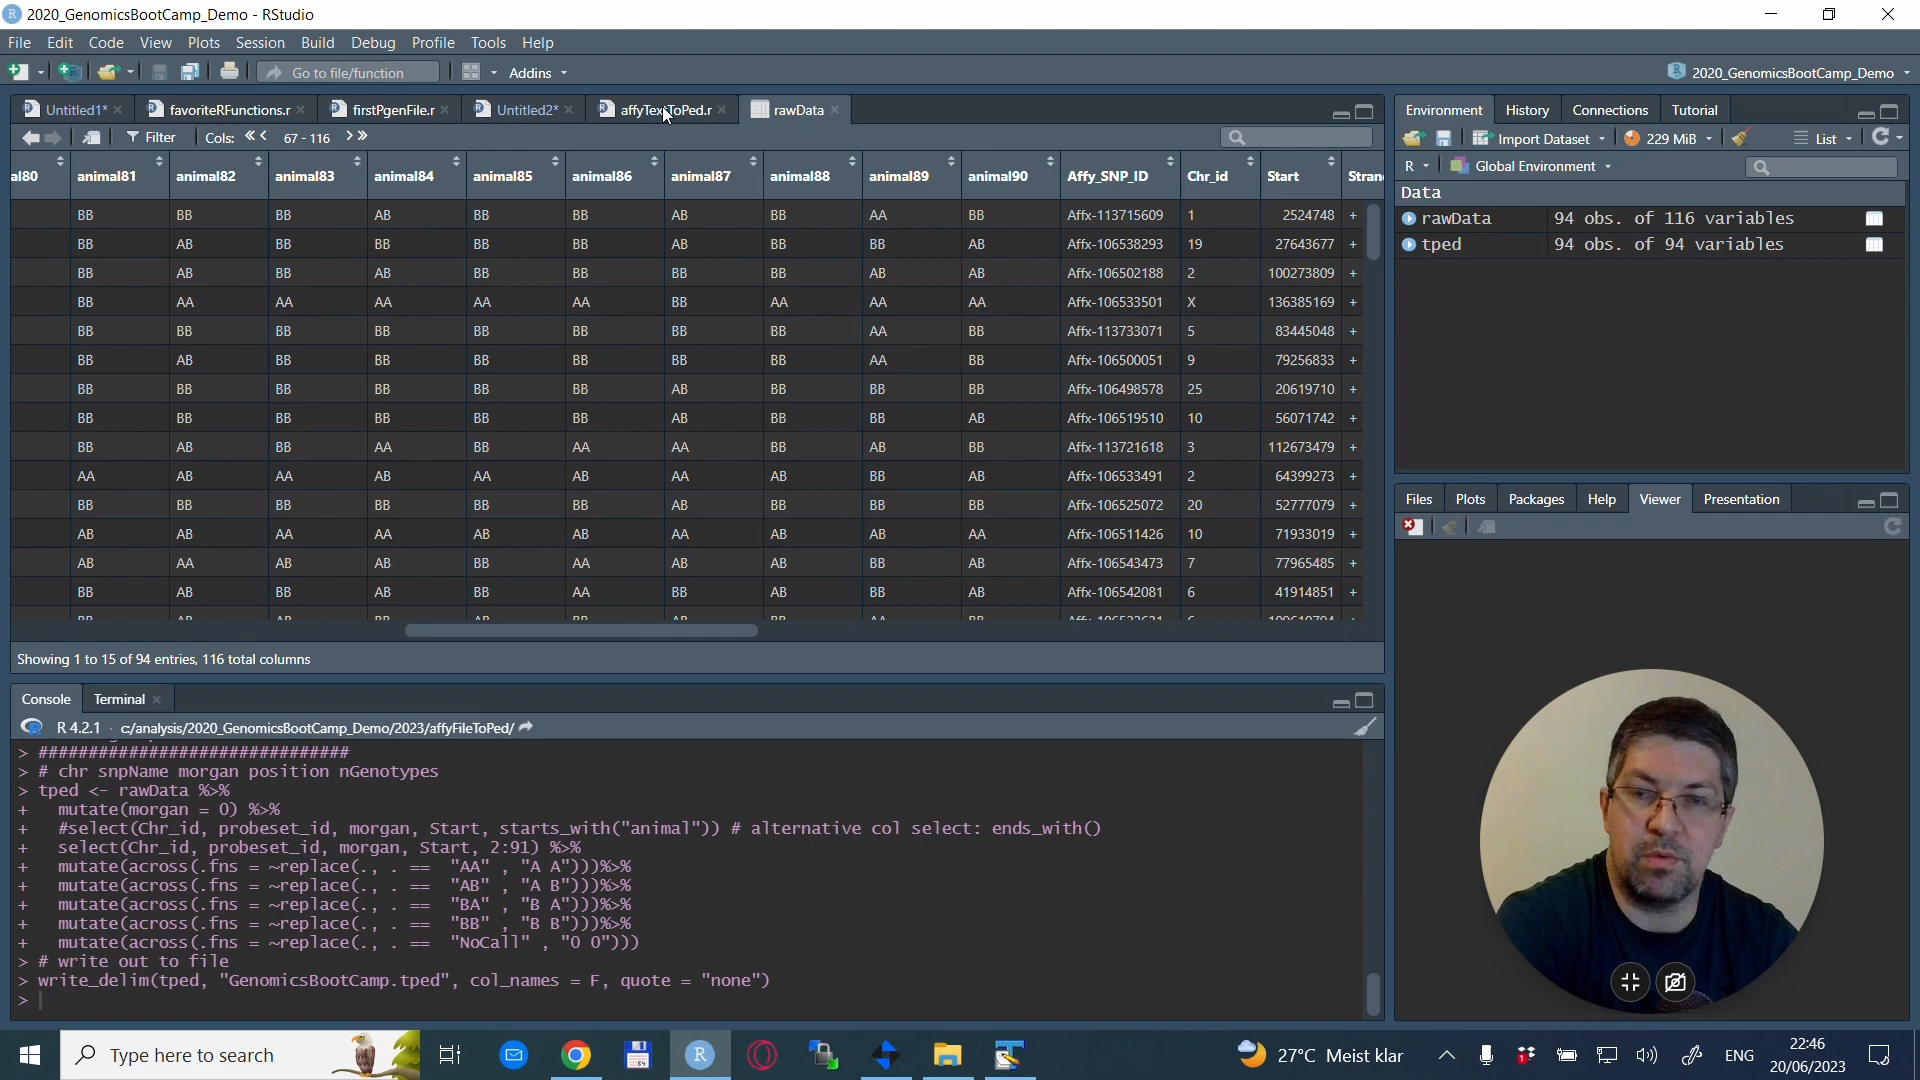 2020_GenomicsBootCamp_Demo - RStudio
File Edit Code View Plots Session Build Debug Profile Tools Help
Go to file/function Addins 2020_GenomicsBootCamp_Demo
Untitled1* favoriteRFunctions.r firstPgenFile.r Untitled2* affyTextToPed.r rawData
Filter Cols: 67 - 116
al80 animal81 animal82 animal83 animal84 animal85 animal86 animal87 animal88 animal89 animal90 Affy_SNP_ID Chr_id Start Stran
BB BB BB AB BB BB AB BB AA BB Affx-113715609 1 2524748 +
BB AB BB BB BB BB AB BB BB AB Affx-106538293 19 27643677 +
BB AB BB AB BB BB BB BB AB AB Affx-106502188 2 100273809 +
BB AA AA AA AA AA BB AA AA AA Affx-106533501 X 136385169 +
BB BB BB BB BB BB BB BB AA BB Affx-113733071 5 83445048 +
BB AB BB BB BB BB BB BB AA BB Affx-106500051 9 79256833 +
BB BB BB BB BB BB AB BB BB BB Affx-106498578 25 20619710 +
BB BB BB BB BB BB AB BB BB AB Affx-106519510 10 56071742 +
BB AB BB AA BB AA AA BB AB BB Affx-113721618 3 112673479 +
AA AB AA AB AA AB AA AB BB AB Affx-106533491 2 64399273 +
BB BB BB BB BB BB AB BB BB BB Affx-106525072 20 52777079 +
AB AB AA AA AB AB AA AB AB AA Affx-106511426 10 71933019 +
AB AA AB AB BB AA AB AB BB AB Affx-106543473 7 77965485 +
BB AB BB AB BB AA BB AB BB AB Affx-106542081 6 41914851 +
Showing 1 to 15 of 94 entries, 116 total columns
Console Terminal
R 4.2.1 · c:/analysis/2020_GenomicsBootCamp_Demo/2023/affyFileToPed/
> ###############################
> # chr snpName morgan position nGenotypes
> tped <- rawData %>%
+ mutate(morgan = 0) %>%
+ #select(Chr_id, probeset_id, morgan, Start, starts_with("animal")) # alternative col select: ends_with()
+ select(Chr_id, probeset_id, morgan, Start, 2:91) %>%
+ mutate(across(.fns = ~replace(., . == "AA" , "A A")))%>%
+ mutate(across(.fns = ~replace(., . == "AB" , "A B")))%>%
+ mutate(across(.fns = ~replace(., . == "BA" , "B A")))%>%
+ mutate(across(.fns = ~replace(., . == "BB" , "B B")))%>%
+ mutate(across(.fns = ~replace(., . == "NoCall" , "0 0")))
> # write out to file
> write_delim(tped, "GenomicsBootCamp.tped", col_names = F, quote = "none")
>
Environment History Connections Tutorial
Import Dataset 229 MiB List
R Global Environment
Data
rawData 94 obs. of 116 variables
tped 94 obs. of 94 variables
Files Plots Packages Help Viewer Presentation
Type here to search
27°C Meist klar
ENG
22:46
20/06/2023